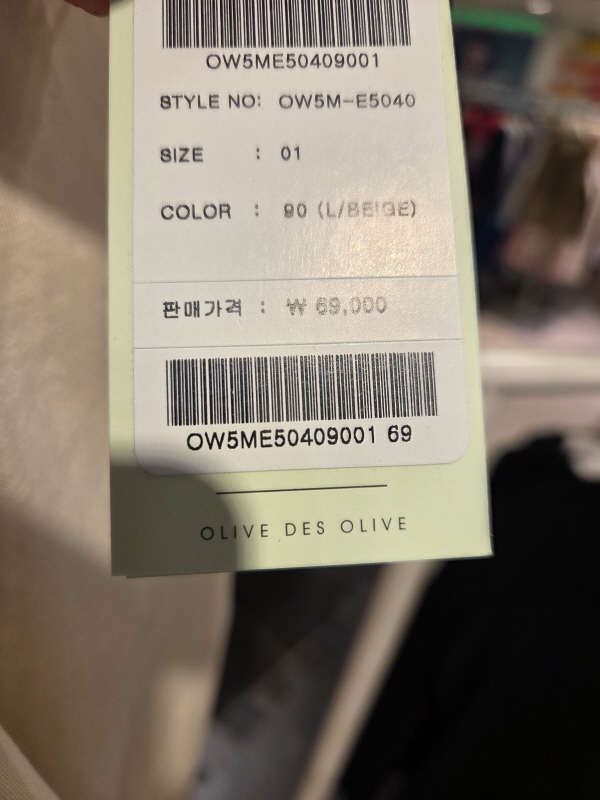 OW5ME50409001
STYLE NO: OW5M-E5040
SIZE : 01
COLOR : 90 (L/BEIGE)
판매가격 : ₩ 69,000
OW5ME50409001 69
OLIVE DES OLIVE